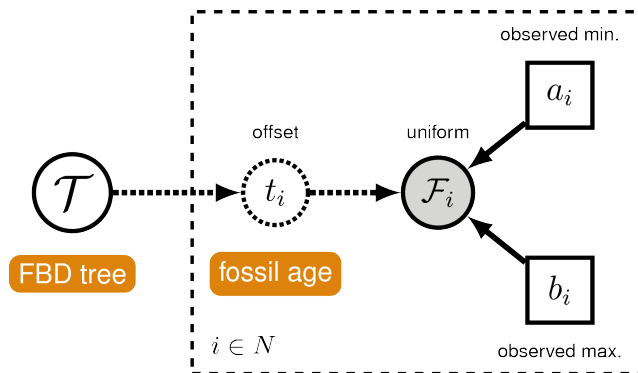 observed min.
a_i
offset
uniform
𝒯
t_i
ℱ_i
FBD tree
fossil age
b_i
i ∈ N
observed max.